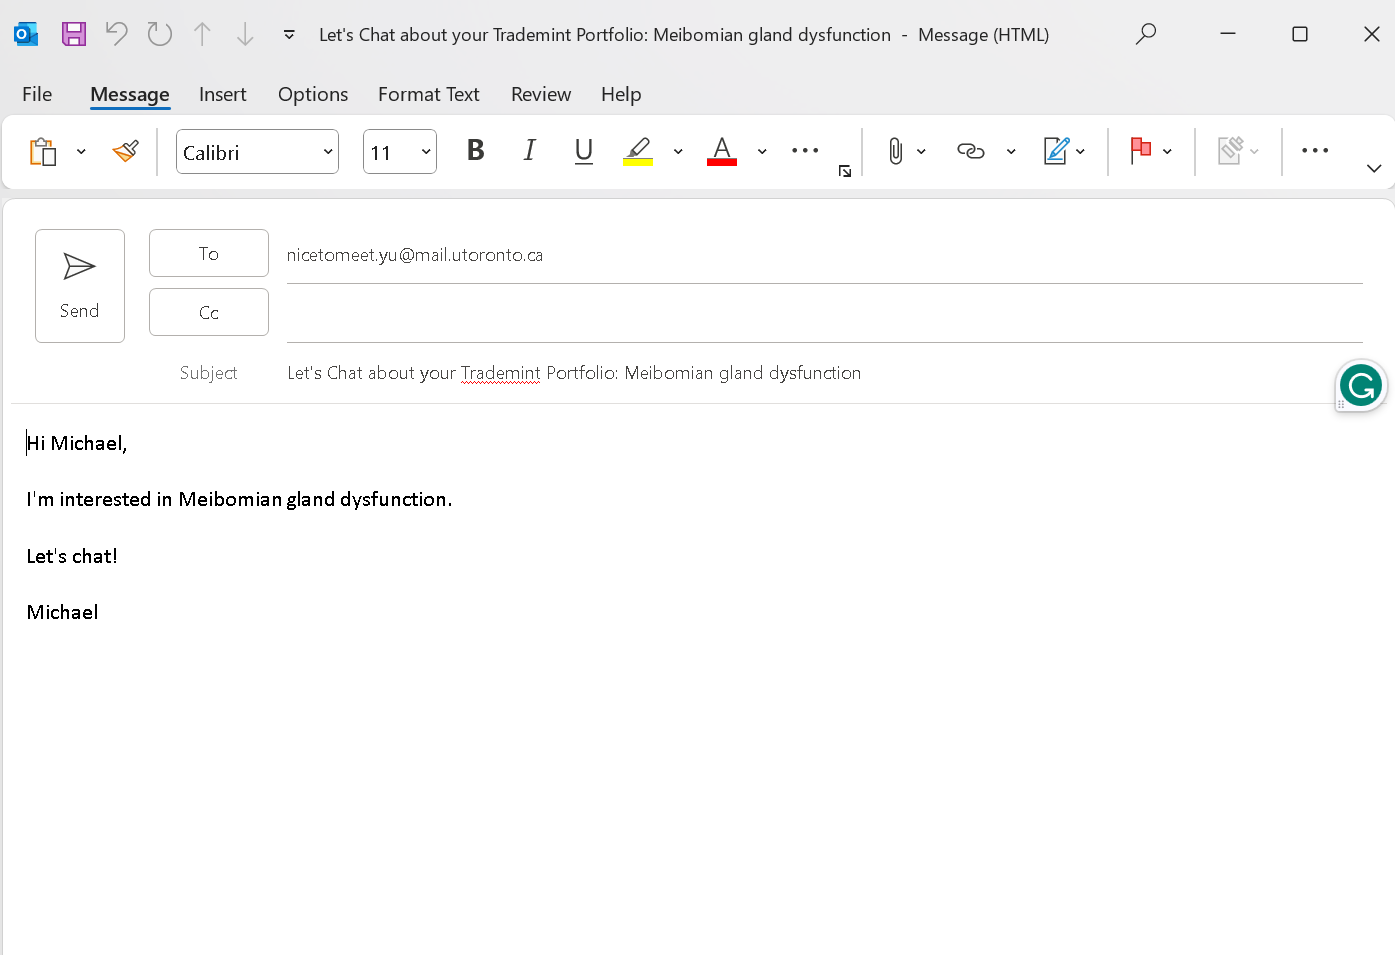 Let's Chat about your Trademint Portfolio: Meibomian gland dysfunction - Message (HTML)
File Message Insert Options Format Text Review Help
Calibri 11 B I U A
To nicetomeet.yu@mail.utoronto.ca
Send
Cc
Subject Let's Chat about your Trademint Portfolio: Meibomian gland dysfunction
Hi Michael,
I'm interested in Meibomian gland dysfunction.
Let's chat!
Michael